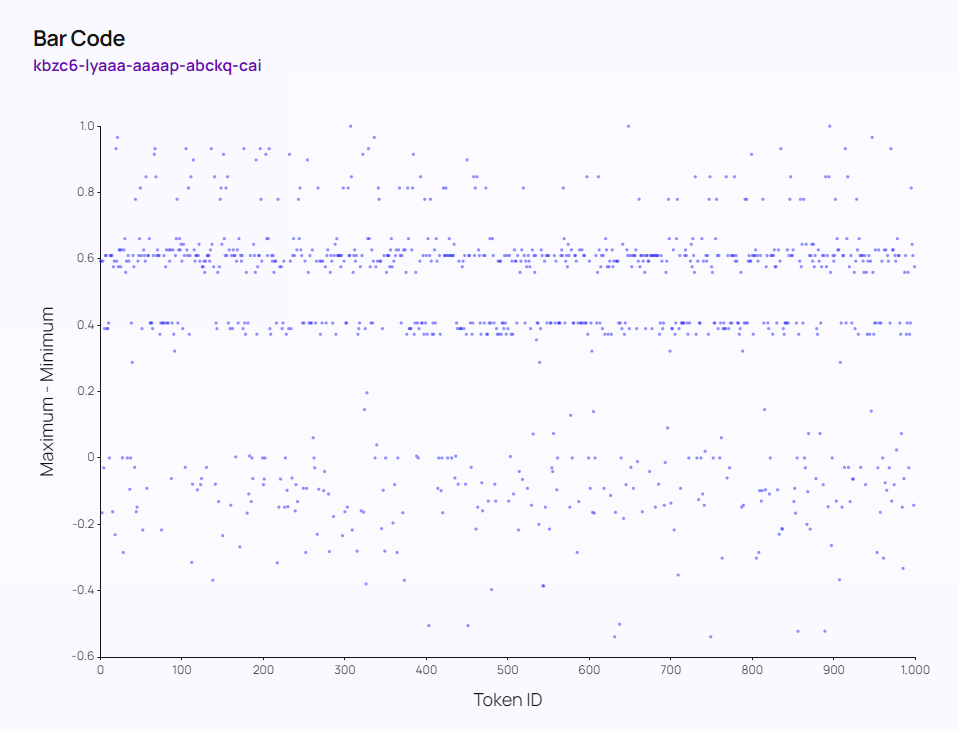 Bar Code
kbzc6-lyaaa-aaaap-abckq-cai
Maximum - Minimum
1.0
0.8
0.6
0.4
0.2
0
-0.2
-0.4
-0.6
0 100 200 300 400 500 600 700 800 900 1,000
Token ID